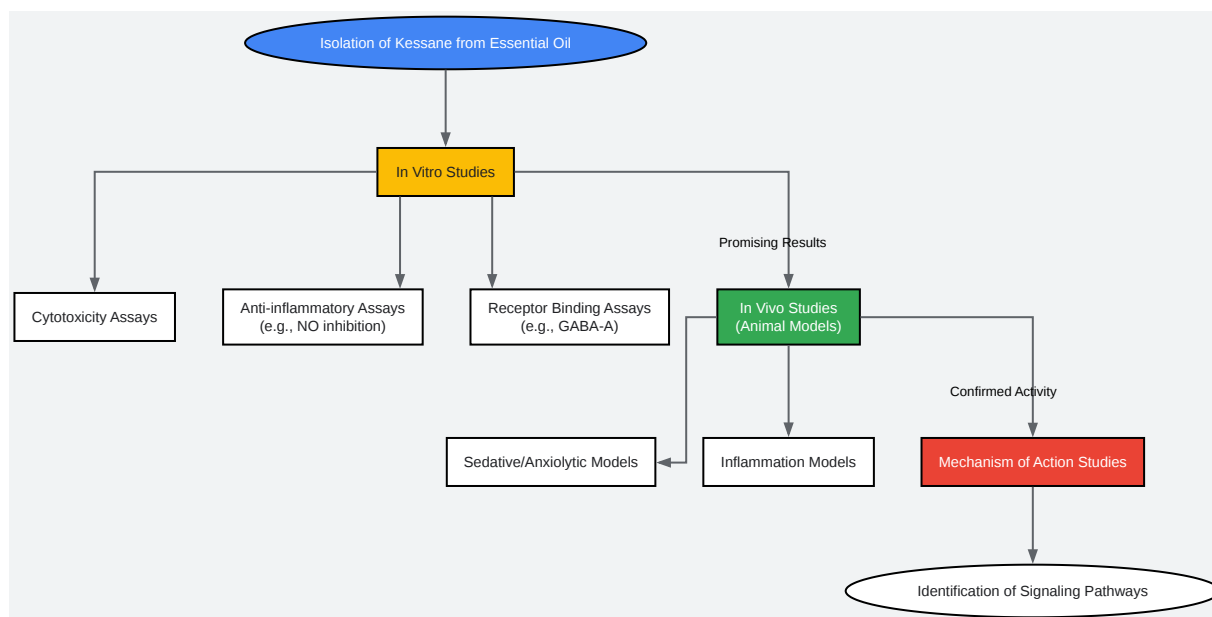 Isolation of Kessane from Essential Oil
In Vitro Studies
Promising Results
Cytotoxicity Assays
Anti-inflammatory Assays
(e.g., NO inhibition)
Receptor Binding Assays
(e.g., GABA-A)
In Vivo Studies
(Animal Models)
Confirmed Activity
Sedative/Anxiolytic Models
Inflammation Models
Mechanism of Action Studies
Identification of Signaling Pathways